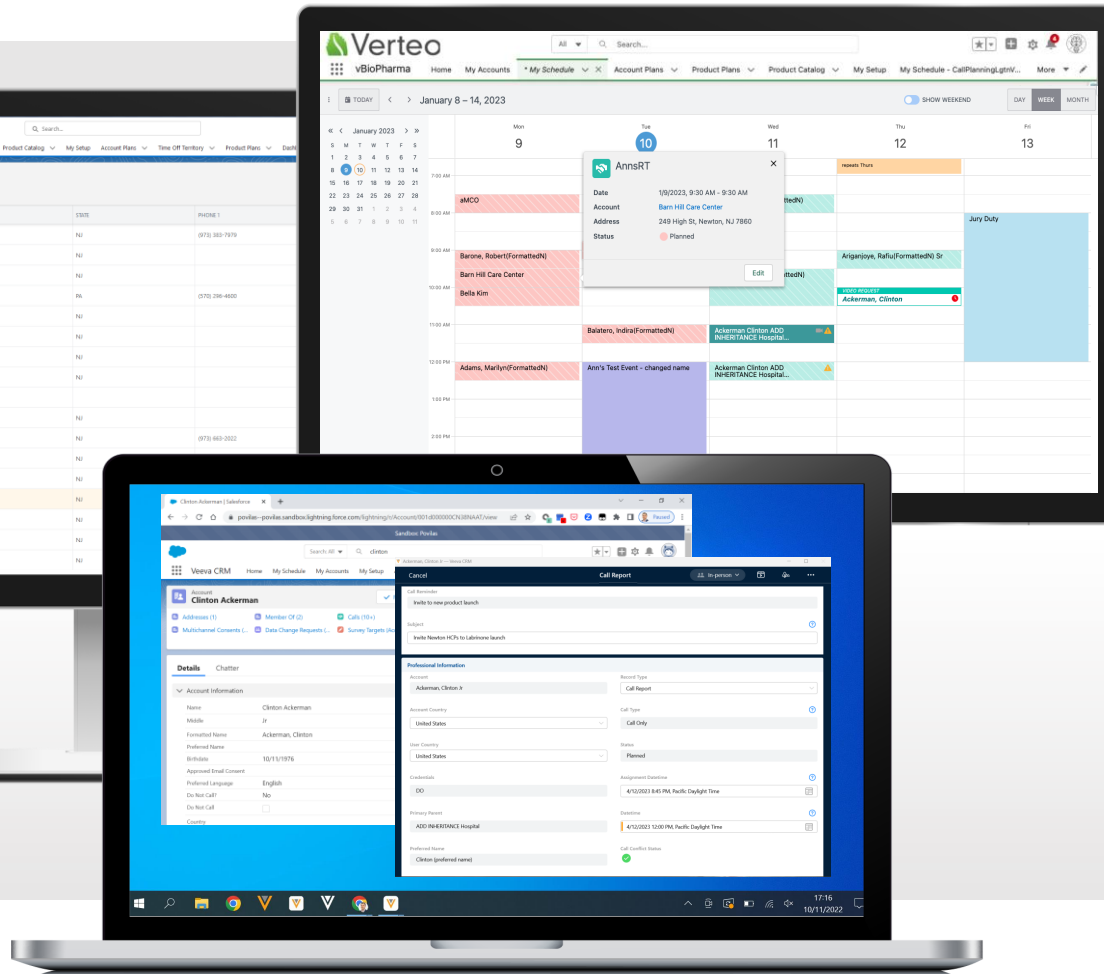 Verteo
All
Search...
4
vBioPharma
Home
My Accounts
* My Schedule
Account Plans
Product Plans
Product Catalog
My Setup
My Schedule - CallPlanningLgtnV...
More
TODAY
January 8 – 14, 2023
SHOW WEEKEND
DAY
WEEK
MONTH
January 2023
S M T W T F S
1 2 3 4 5 6 7
8 9 10 11 12 13 14
15 16 17 18 19 20 21
22 23 24 25 26 27 28
29 30 31 1 2 3 4
5 6 7 8 9 10 11
Mon
9
Tue
10
Wed
11
Thu
12
Fri
13
7:00 AM
8:00 AM
9:00 AM
10:00 AM
11:00 AM
12:00 PM
1:00 PM
2:00 PM
aMCO
Barone, Robert(FormattedN)
Barn Hill Care Center
Bella Kim
Adams, Marilyn(FormattedN)
Balatero, Indira(FormattedN)
Ann's Test Event - changed name
ttedN)
ttedN)
Ackerman Clinton ADD
INHERITANCE Hospital...
Ackerman Clinton ADD
INHERITANCE Hospital...
repeats Thurs
Ariganjoye, Rafiu(FormattedN) Sr
VIDEO REQUEST
Ackerman, Clinton
Jury Duty
AnnsRT
Date
1/9/2023, 9:30 AM - 9:30 AM
Account
Barn Hill Care Center
Address
249 High St, Newton, NJ 7860
Status
Planned
Edit
Search...
Product Catalog
My Setup
Account Plans
Time Off Territory
Product Plans
STATE
PHONE 1
NJ
(973) 383-7979
NJ
NJ
PA
(570) 296-4600
NJ
NJ
NJ
NJ
NJ
NJ
(973) 663-2022
NJ
NJ
NJ
NJ
NJ
NJ
Clinton Ackerman | Salesforce
povilas--povilas.sandbox.lightning.force.com/lightning/r/Account/001d000000CN38NAAT/view
Paused
Sandbox: Povilas
Search: All
clinton
Veeva CRM
Home
My Schedule
My Accounts
My Setup
Account
Clinton Ackerman
Addresses (1)
Member Of (2)
Calls (10+)
Multichannel Consents (...
Data Change Requests (...
Survey Targets (Acc
Details
Chatter
Account Information
Name
Clinton Ackerman
Middle
Jr
Formatted Name
Ackerman, Clinton
Preferred Name
Birthdate
10/11/1976
Approved Email Consent
Preferred Language
English
Do Not Call?
No
Do Not Call
Country
Ackerman, Clinton Jr — Veeva CRM
Cancel
Call Report
In-person
Call Reminder
Invite to new product launch
Subject
Invite Newton HCPs to Labrinone launch
Professional Information
Account
Ackerman, Clinton Jr
Record Type
Call Report
Account Country
United States
Call Type
Call Only
User Country
United States
Status
Planned
Credentials
DO
Assignment Datetime
4/12/2023 8:45 PM, Pacific Daylight Time
Primary Parent
ADD INHERITANCE Hospital
Datetime
4/12/2023 12:00 PM, Pacific Daylight Time
Preferred Name
Clinton (preferred name)
Call Conflict Status
17:16
10/11/2022